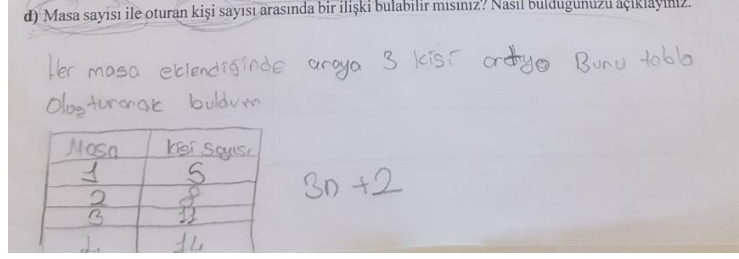 d) Masa sayısı ile oturan kişi sayısı arasında bir ilişki bulabilir misiniz? Nasıl bulduğunuzu açıklayınız.
Her masa eklendiğinde araya 3 kişi artıyo Bunu tablo
Oluşturarak buldum
Masa Kişi Sayısı
1 5
2 8
3 11
4 14
3n +2